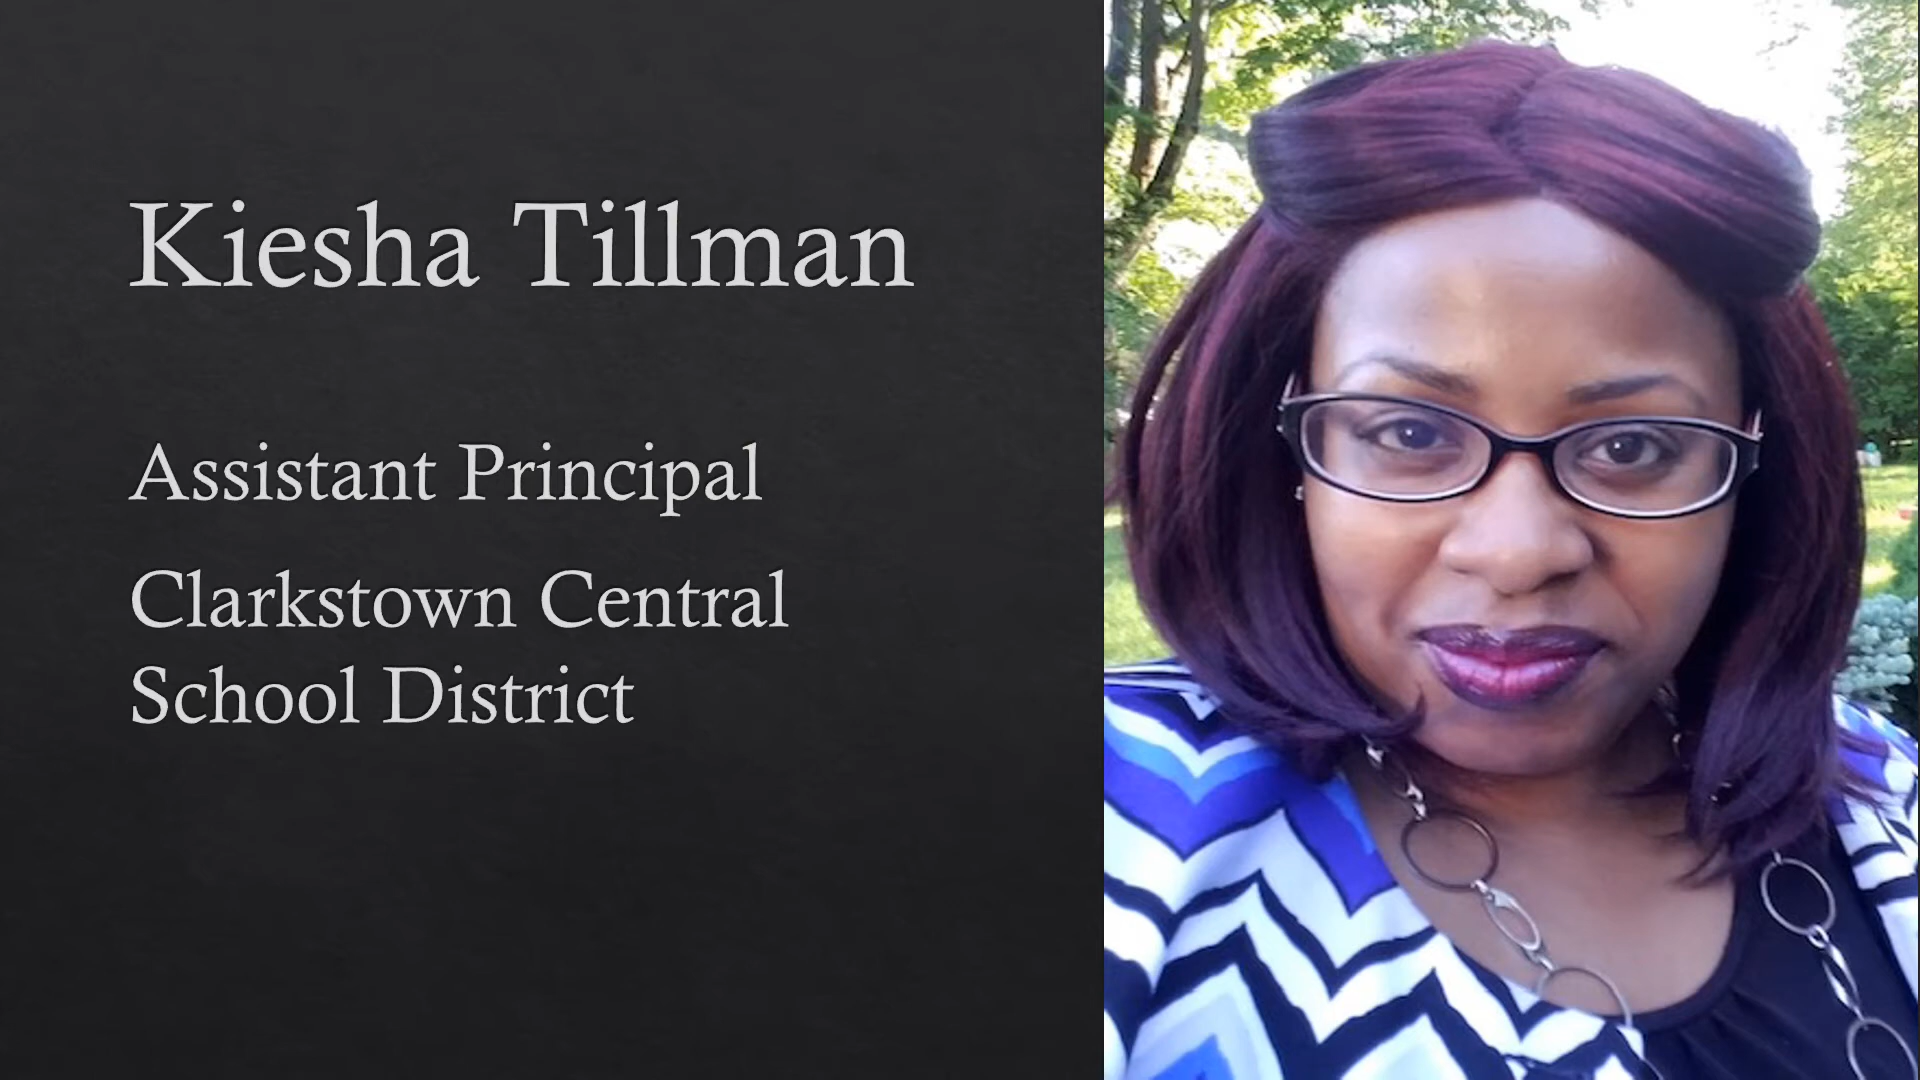 Kiesha Tillman
Assistant Principal
Clarkstown Central
School District